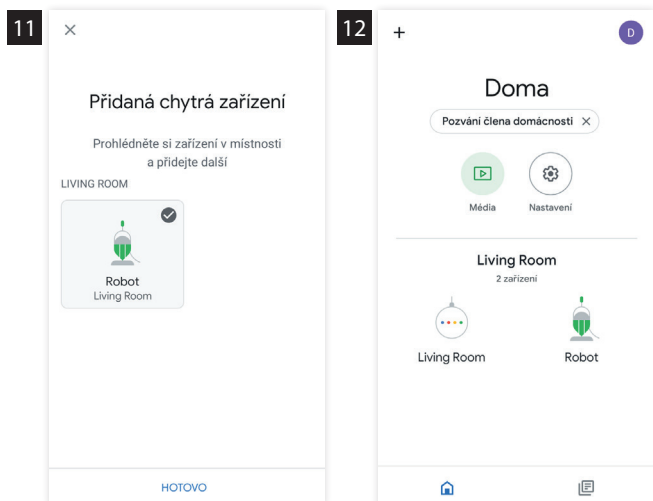 11
Přidaná chytrá zařízení
Prohlédněte si zařízení v místnosti
a přidejte další
LIVING ROOM
Robot
Living Room
HOTOVO
12
+
D
Doma
Pozvání člena domácnosti ×
Média
Nastavení
Living Room
2 zařízení
Living Room
Robot